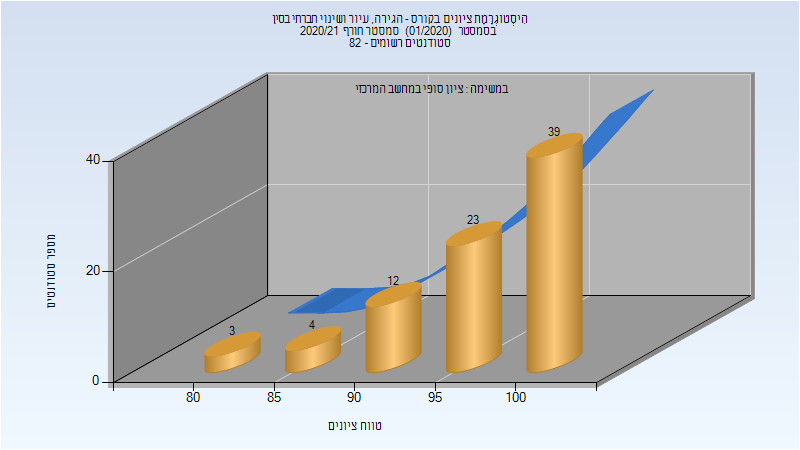 היסטוגרמת ציונים בקורס - הגירה, עיור ושינוי חברתי בסין
בסמסטר (01/2020) סמסטר חורף 2020/21
סטודנטים רשומים - 82
במשימה : ציון סופי במחשב המרכזי
מספר סטודנטים
40
20
0
3
4
12
23
39
80
85
90
95
100
טווח ציונים